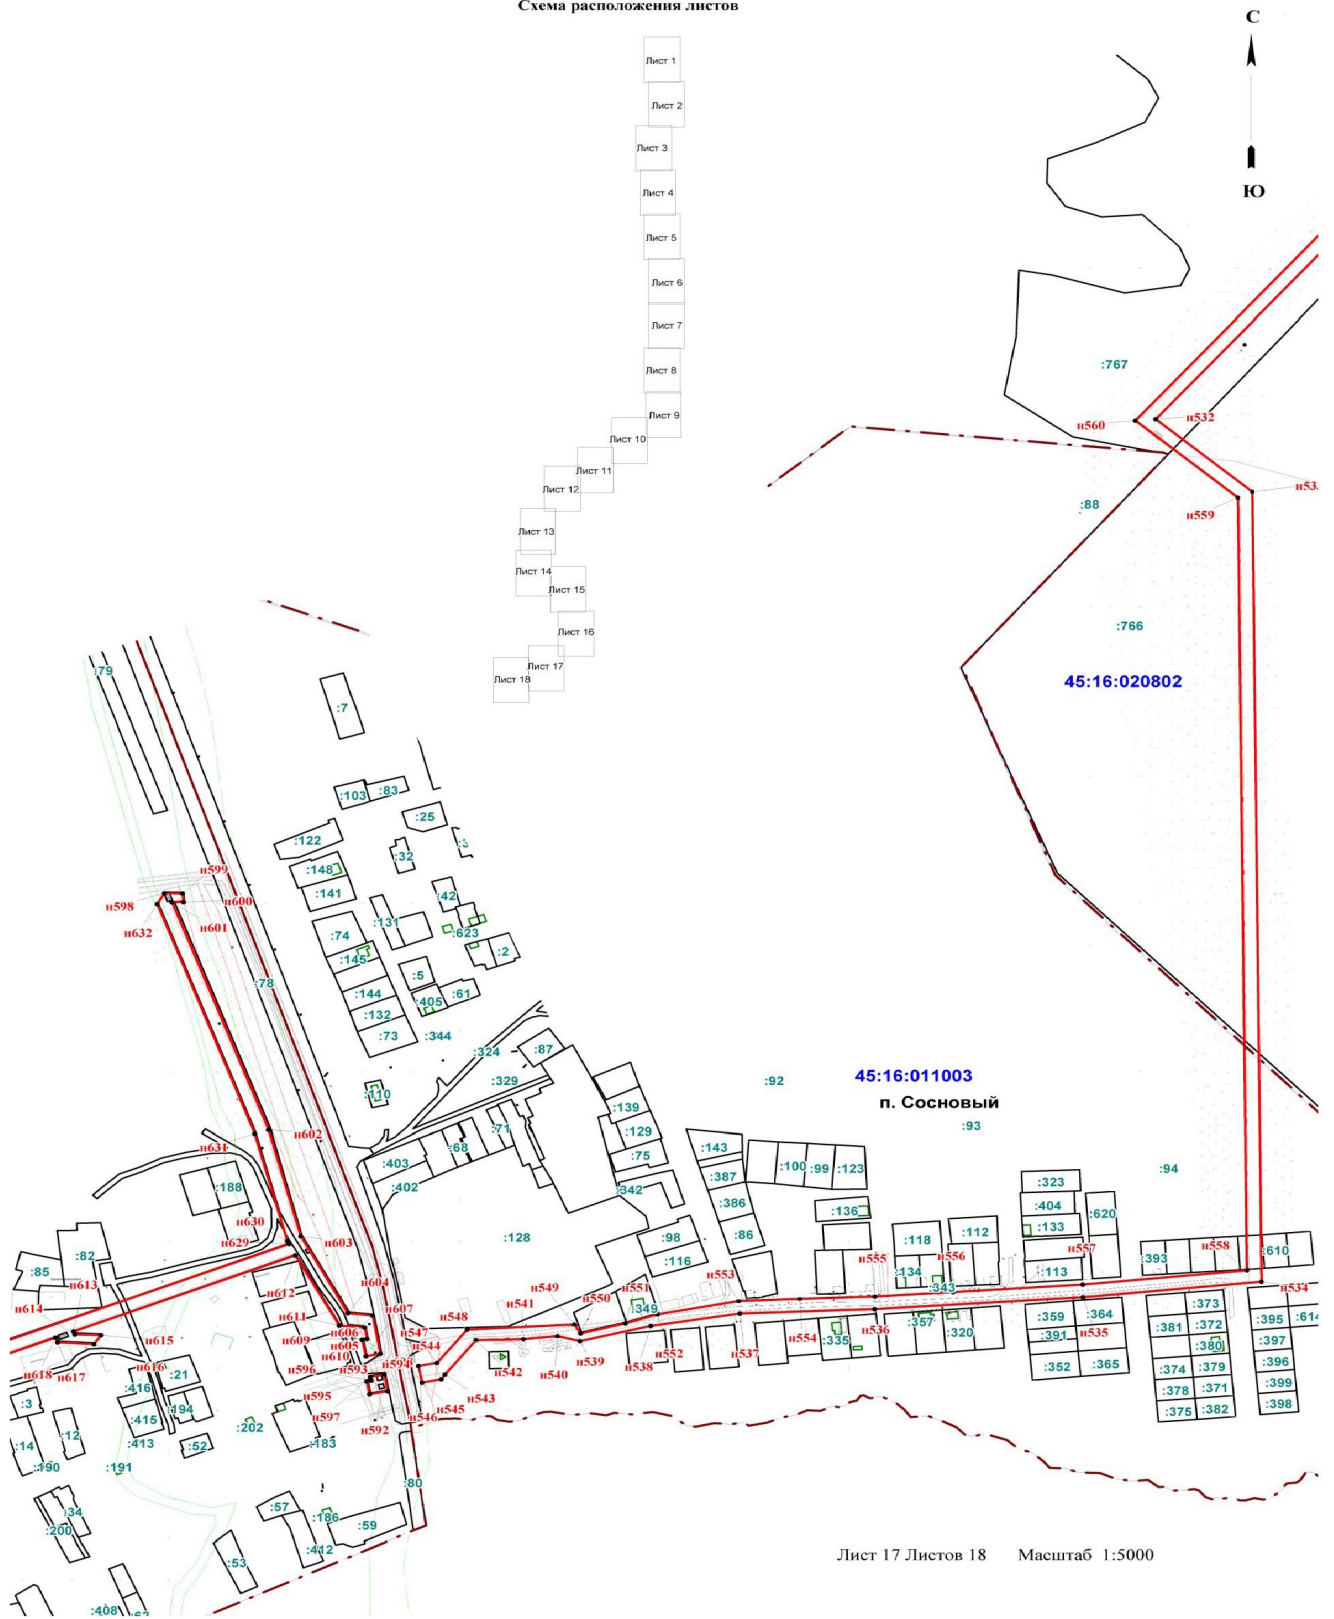 Схема расположения листов
С
Ю
Лист 1
Лист 2
Лист 3
Лист 4
Лист 5
Лист 6
Лист 7
Лист 8
Лист 9
Лист 10
Лист 11
Лист 12
Лист 13
Лист 14
Лист 15
Лист 16
Лист 17
Лист 18
:767
н560
н532
:88
н559
:766
45:16:020802
:79
:7
:103
:83
:25
:122
:32
:148
:141
:42
:131
:74
:623
:145
:2
:5
:144
:405
:61
:132
:73
:344
:78
н599
н598
н600
н632
н601
:324
:87
:329
:110
:92
45:16:011003
п. Сосновый
:93
:94
н602
н631
:139
:71
:129
:68
:75
:403
:402
:342
:143
:387
:386
:86
:100
:99
:123
:136
:323
:404
:133
:620
:188
:128
:98
:116
:118
:112
:134
:343
:113
:393
:610
н630
н629
н603
:82
:85
н613
н614
н604
н612
н607
н611
н606
н609
н605
н610
н547
н548
н541
н549
н550
н551
н553
:349
н555
н556
н557
н558
н534
н615
н616
н618
н617
н596
н593
н594
н544
н595
н597
н592
н546
н545
н543
н542
н540
н539
н538
н552
н537
н554
н536
н535
:335
:357
:320
:359
:364
:391
:352
:365
:373
:381
:372
:380
:374
:379
:378
:371
:375
:382
:395
:397
:396
:399
:398
:21
:416
:3
:415
:194
:12
:14
:413
:52
:202
:183
:190
:191
:80
:34
:57
:200
:186
:59
:53
:412
:408
Лист 17 Листов 18 Масштаб 1:5000